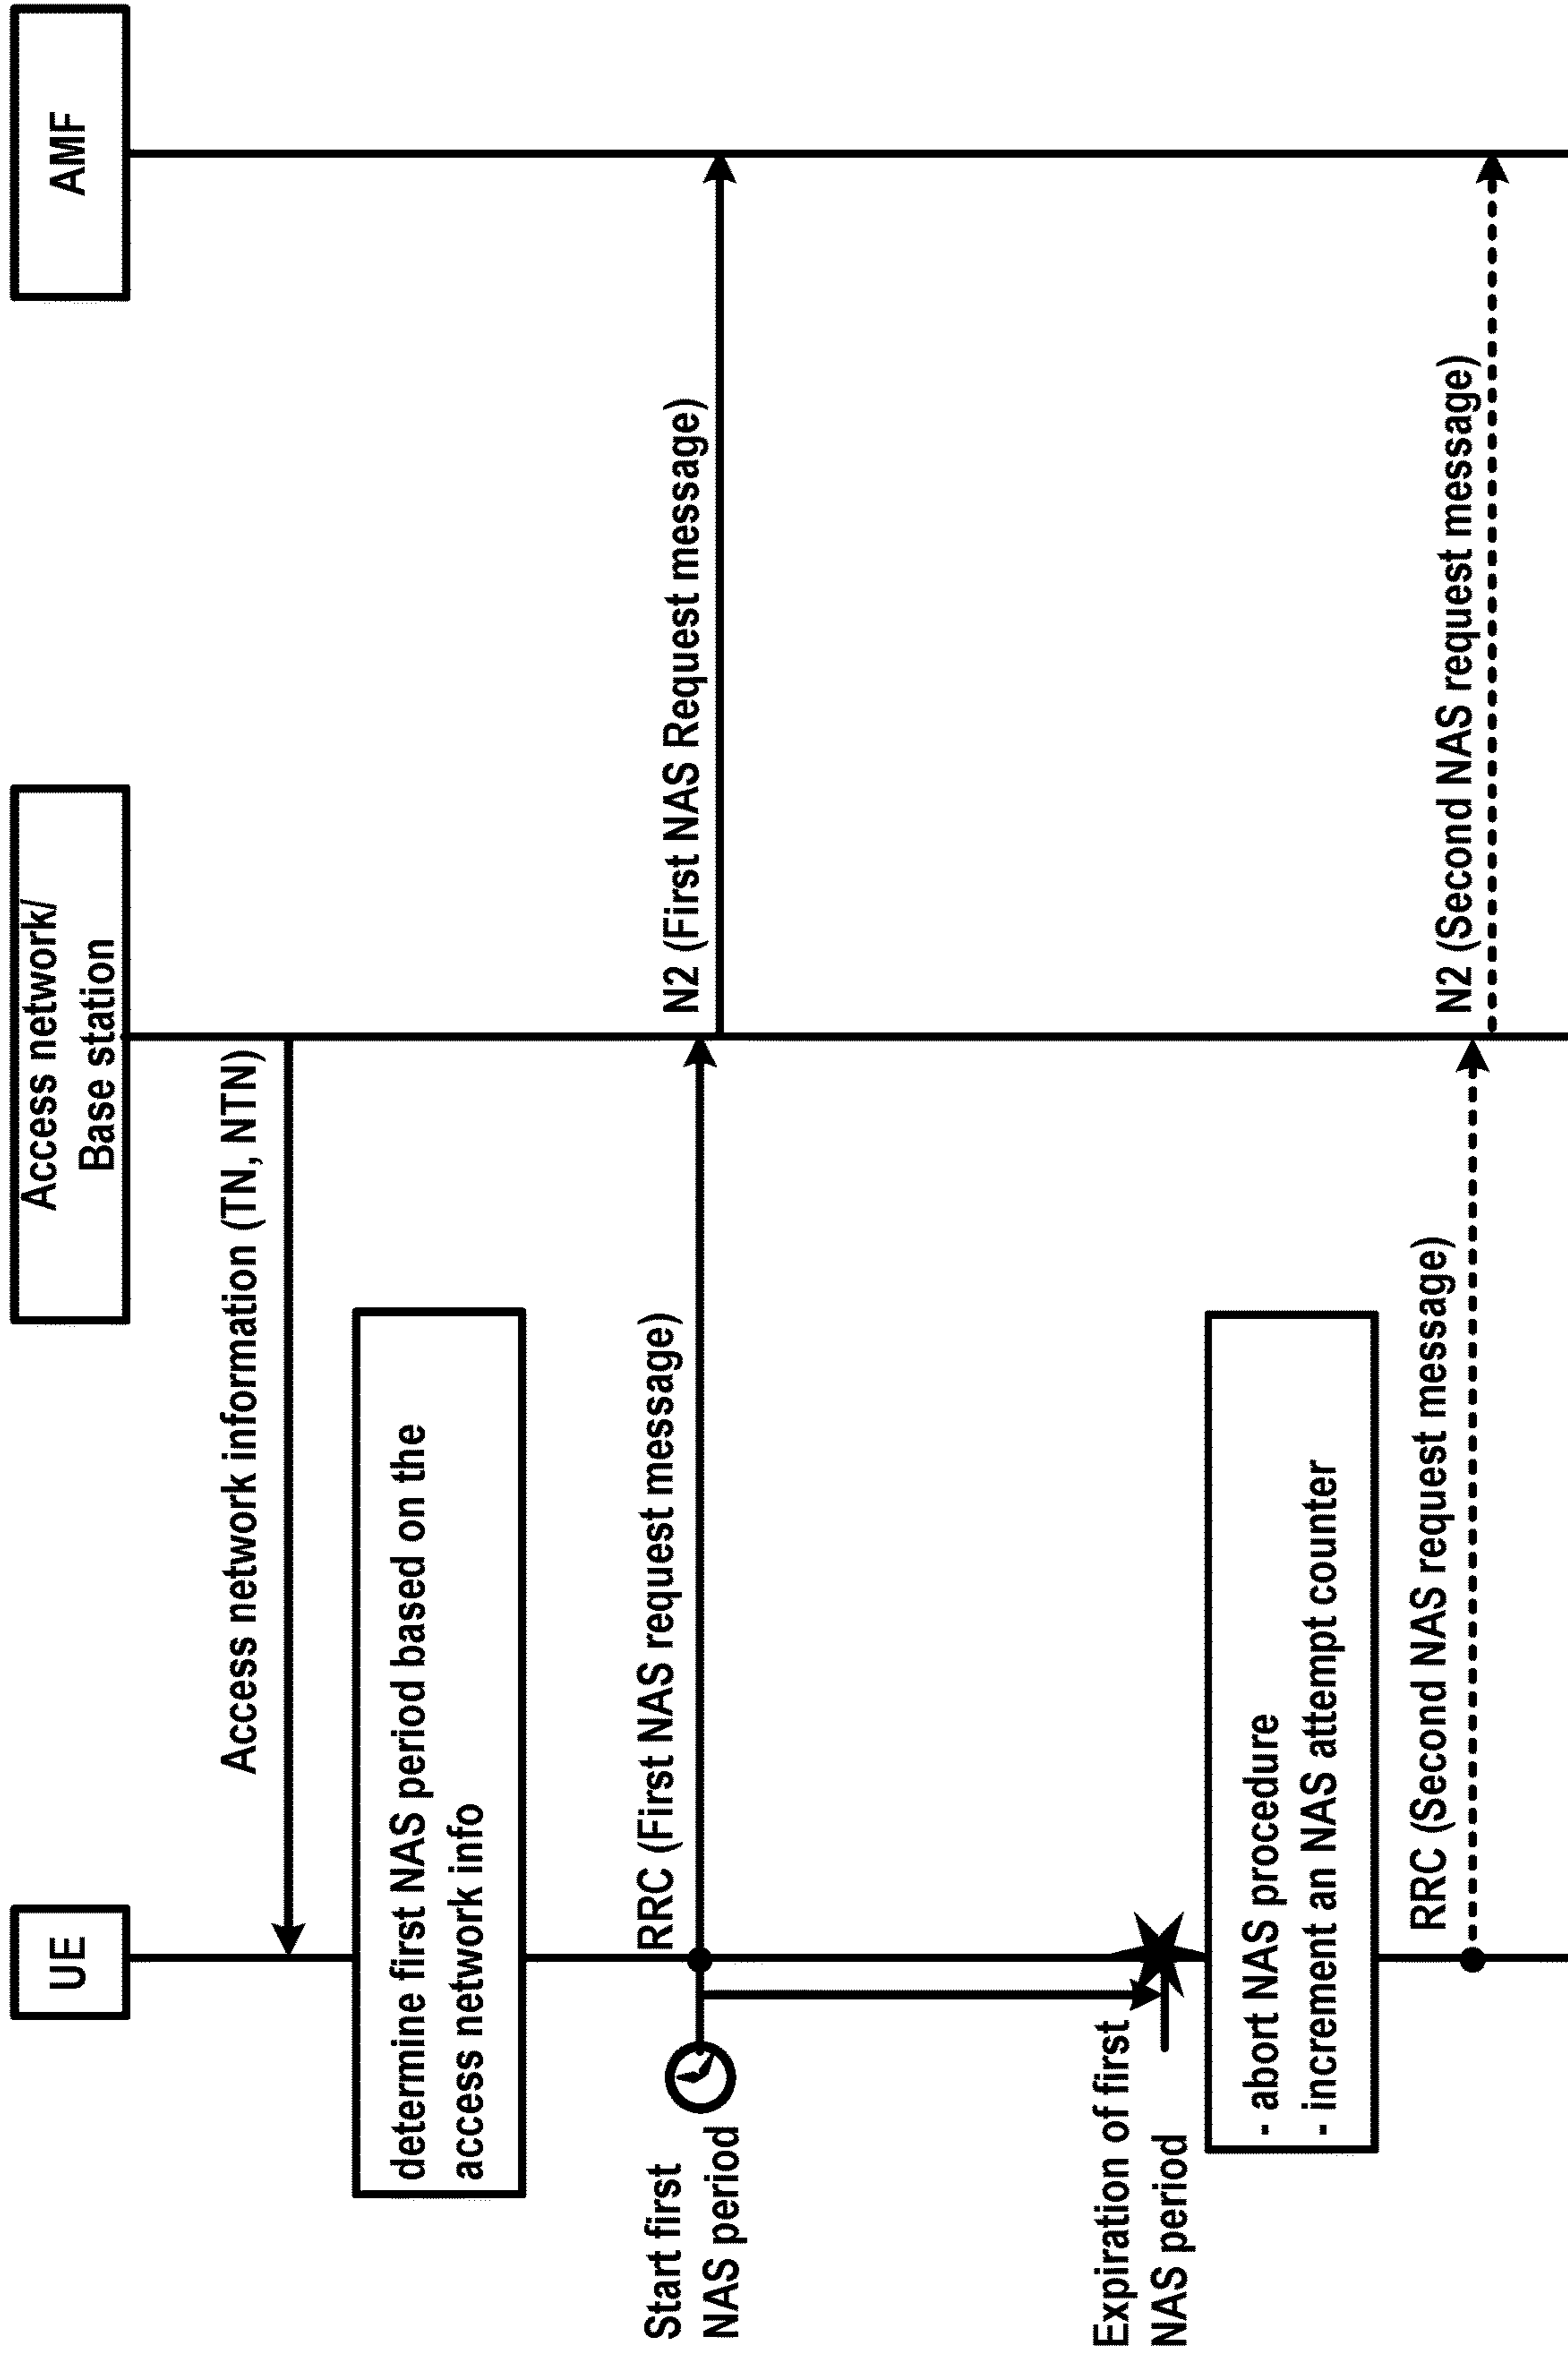 UE
Access network/
Base station
AMF
Access network information (TN, NTN)
determine first NAS period based on the
access network info
Start first
NAS period
RRC (First NAS request message)
N2 (First NAS Request message)
Expiration of first
NAS period
- abort NAS procedure
- increment an NAS attempt counter
RRC (Second NAS request message)
N2 (Second NAS request message)